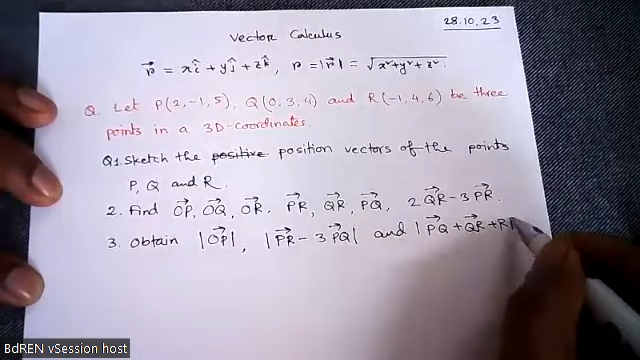 28.10.23
Vector Calculus
r⃗ = xî + yĵ + zk̂, r = |r⃗| = √x²+y²+z².
Q. Let P(2,-1,5), Q(0,3,4) and R(-1,4,6) be three
points in a 3D-coordinates.
Q1. Sketch the positive position vectors of the points
P, Q and R.
2. Find OP⃗, OQ⃗, OR⃗, PR⃗, QR⃗, PQ⃗, 2QR⃗-3PR⃗.
3. Obtain |OP⃗|, |PR⃗-3PQ⃗| and |PQ⃗+QR⃗+R
BdREN vSession host